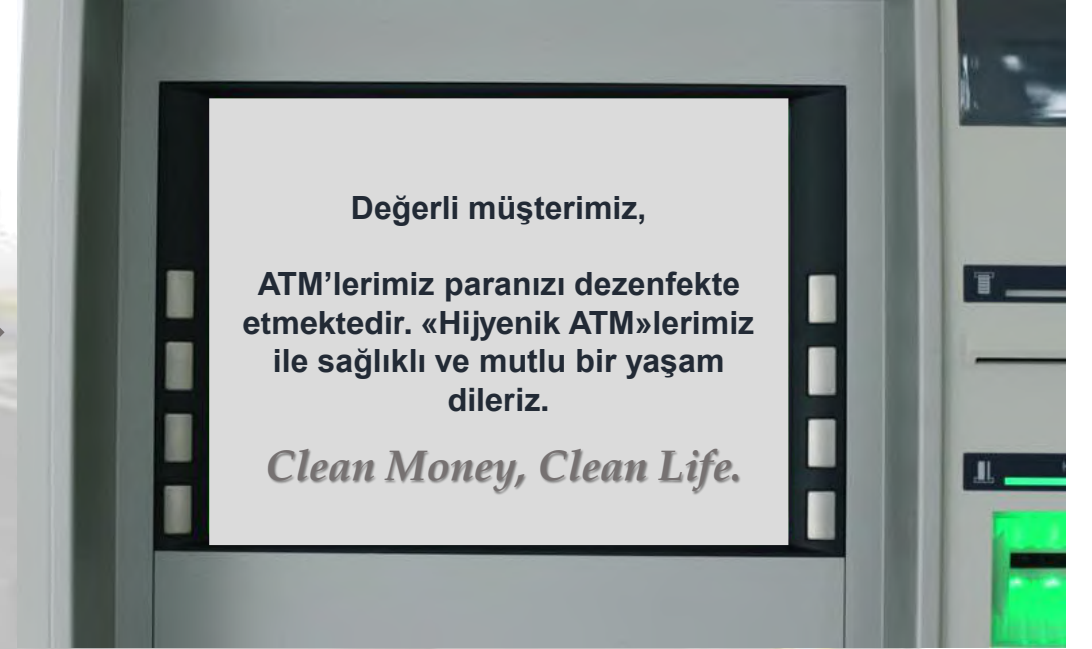 Değerli müşterimiz,
ATM’lerimiz paranızı dezenfekte
etmektedir. «Hijyenik ATM»lerimiz
ile sağlıklı ve mutlu bir yaşam
dileriz.
Clean Money, Clean Life.